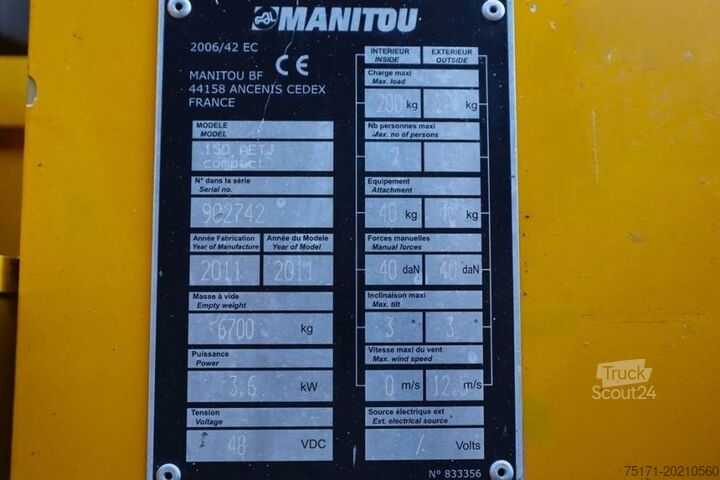 MANITOU
2006/42 EC
CE
MANITOU BF
44158 ANCENIS CEDEX
FRANCE
MODELE
MODEL
150 AETJ
compact
N° dans la série
Serial no.
902742
Année Fabrication
Year of Manufacture
Année du Modele
Year of Model
2011 2011
Masse à vide
Empty weight
6700 kg
Puissance
Power
3.6 kW
Tension
Voltage
48 VDC
INTERIEUR
INSIDE
EXTERIEUR
OUTSIDE
Charge maxi
Max. load
200 kg kg
Nb personnes maxi
Max. no of persons
2
Equipement
Attachment
40 kg kg
Forces manuelles
Manual forces
40 daN 40 daN
Inclinaison maxi
Max. tilt
3 ° 3 °
Vitesse maxi du vent
Max. wind speed
0 m/s 12.5 m/s
Source électrique ext
Ext. electrical source
/ Volts
N° 833356
Truck
Scout24
75171-20210560